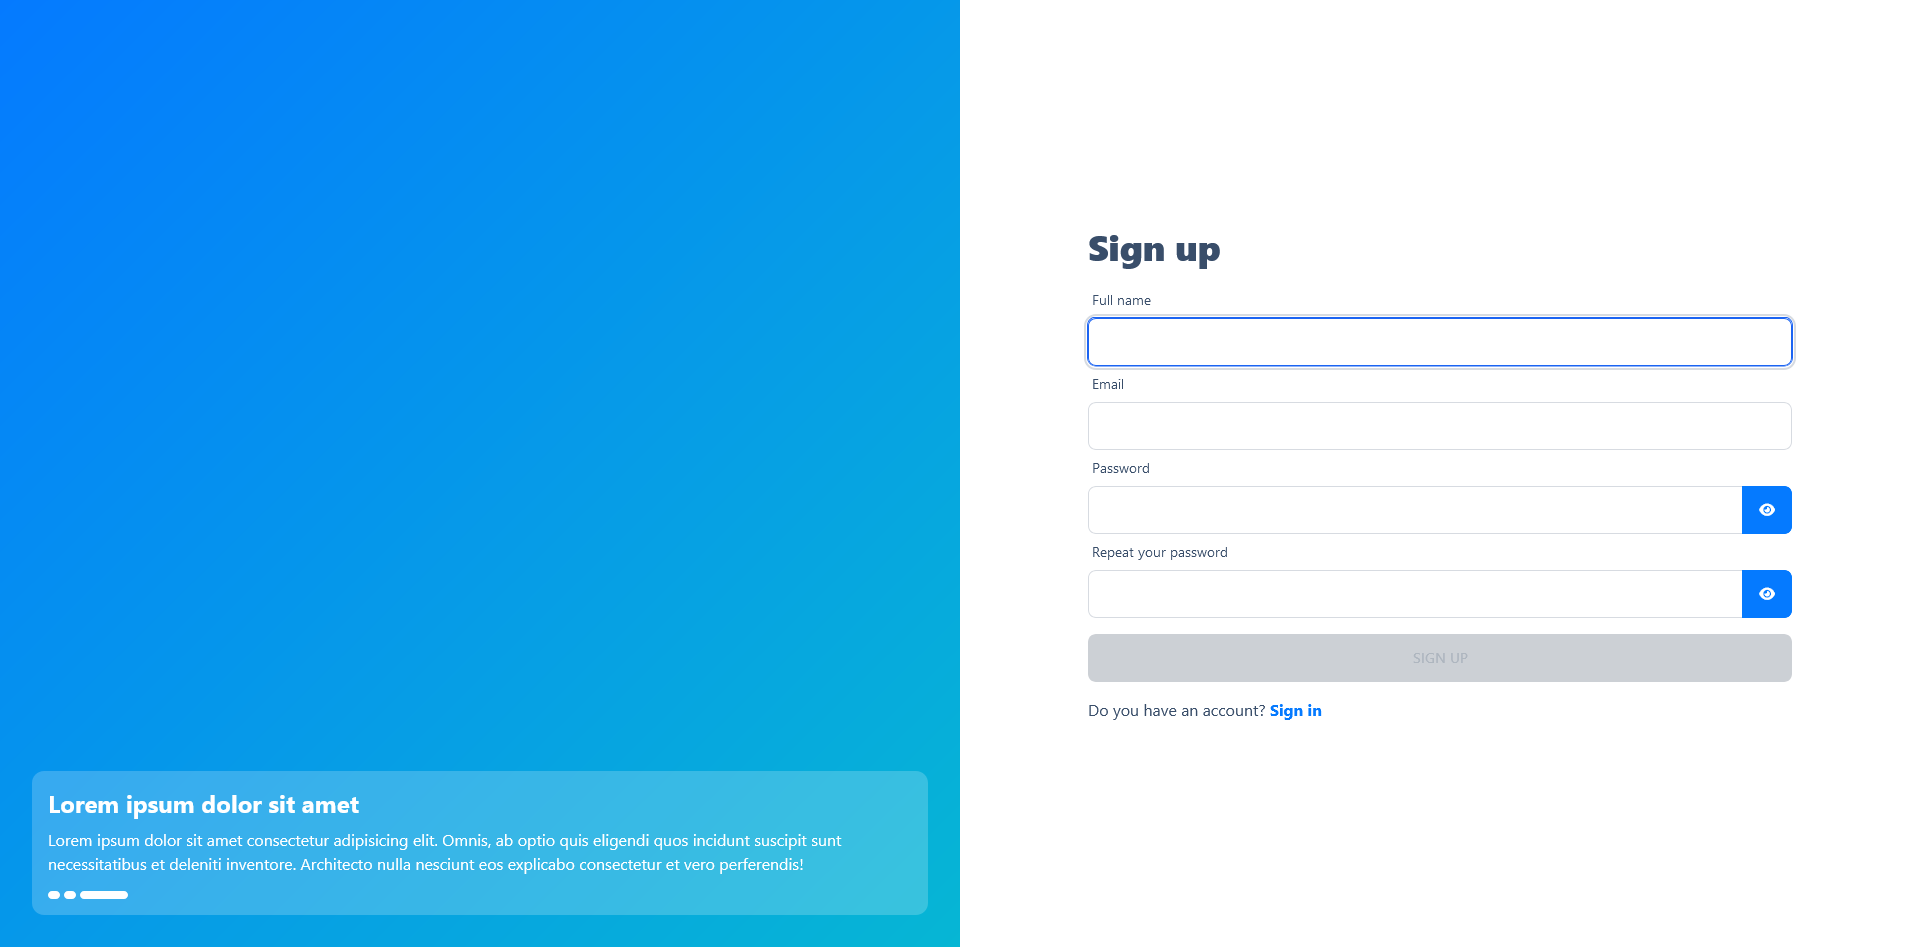 Sign up
Full name
Email
Password
Repeat your password
SIGN UP
Do you have an account? Sign in
Lorem ipsum dolor sit amet
Lorem ipsum dolor sit amet consectetur adipisicing elit. Omnis, ab optio quis eligendi quos incidunt suscipit sunt
necessitatibus et deleniti inventore. Architecto nulla nesciunt eos explicabo consectetur et vero perferendis!